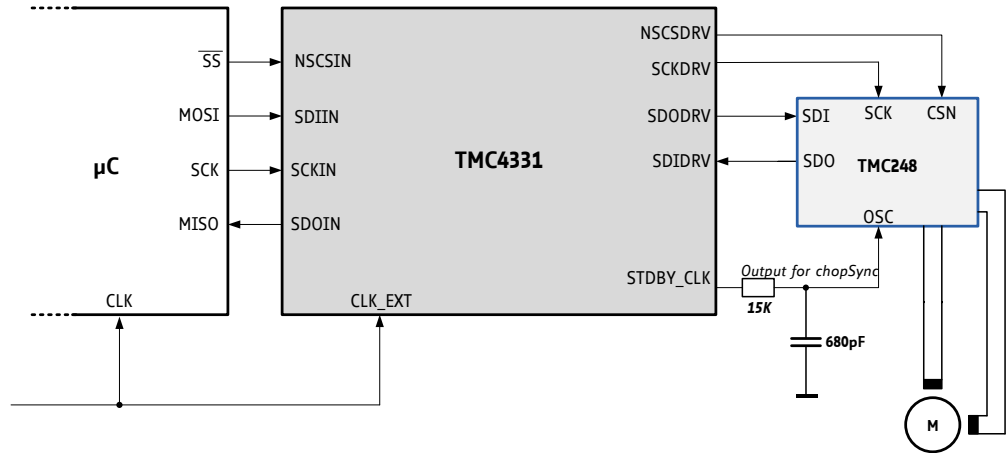 NSCSDRV
SS
NSCSIN
SCKDRV
MOSI
SDIIN
SDODRV
SDI
SCK
CSN
µC
TMC4331
SCK
SCKIN
SDIDRV
SDO
TMC248
MISO
SDOIN
OSC
STDBY_CLK
Output for chopSync
CLK
CLK_EXT
15K
680pF
M